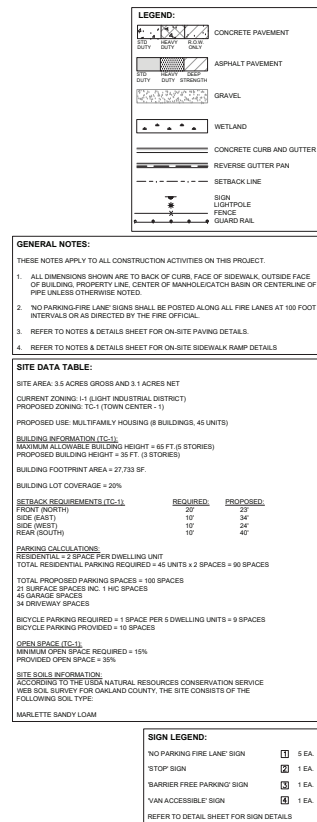 LEGEND:
CONCRETE PAVEMENT
STD HEAVY R.O.W.
DUTY DUTY ONLY
ASPHALT PAVEMENT
STD HEAVY DEEP
DUTY DUTY STRENGTH
GRAVEL
WETLAND
CONCRETE CURB AND GUTTER
REVERSE GUTTER PAN
SETBACK LINE
SIGN
LIGHTPOLE
FENCE
GUARD RAIL
GENERAL NOTES:
THESE NOTES APPLY TO ALL CONSTRUCTION ACTIVITIES ON THIS PROJECT.
1. ALL DIMENSIONS SHOWN ARE TO BACK OF CURB, FACE OF SIDEWALK, OUTSIDE FACE
OF BUILDING, PROPERTY LINE, CENTER OF MANHOLE/CATCH BASIN OR CENTERLINE OF
PIPE UNLESS OTHERWISE NOTED.
2. 'NO PARKING-FIRE LANE' SIGNS SHALL BE POSTED ALONG ALL FIRE LANES AT 100 FOOT
INTERVALS OR AS DIRECTED BY THE FIRE OFFICIAL.
3. REFER TO NOTES & DETAILS SHEET FOR ON-SITE PAVING DETAILS.
4. REFER TO NOTES & DETAILS SHEET FOR ON-SITE SIDEWALK RAMP DETAILS
SITE DATA TABLE:
SITE AREA: 3.5 ACRES GROSS AND 3.1 ACRES NET
CURRENT ZONING: I-1 (LIGHT INDUSTRIAL DISTRICT)
PROPOSED ZONING: TC-1 (TOWN CENTER - 1)
PROPOSED USE: MULTIFAMILY HOUSING (8 BUILDINGS, 45 UNITS)
BUILDING INFORMATION (TC-1):
MAXIMUM ALLOWABLE BUILDING HEIGHT = 65 FT.(5 STORIES)
PROPOSED BUILDING HEIGHT = 35 FT. (3 STORIES)
BUILDING FOOTPRINT AREA = 27,733 SF.
BUILDING LOT COVERAGE = 20%
SETBACK REQUIREMENTS (TC-1): REQUIRED: PROPOSED:
FRONT (NORTH) 20' 23'
SIDE (EAST) 10' 34'
SIDE (WEST) 10' 24'
REAR (SOUTH) 10' 40'
PARKING CALCULATIONS:
RESIDENTIAL = 2 SPACE PER DWELLING UNIT
TOTAL RESIDENTIAL PARKING REQUIRED = 45 UNITS x 2 SPACES = 90 SPACES
TOTAL PROPOSED PARKING SPACES = 100 SPACES
21 SURFACE SPACES INC. 1 H/C SPACES
45 GARAGE SPACES
34 DRIVEWAY SPACES
BICYCLE PARKING REQUIRED = 1 SPACE PER 5 DWELLING UNITS = 9 SPACES
BICYCLE PARKING PROVIDED = 10 SPACES
OPEN SPACE (TC-1):
MINIMUM OPEN SPACE REQUIRED = 15%
PROVIDED OPEN SPACE = 35%
SITE SOILS INFORMATION:
ACCORDING TO THE USDA NATURAL RESOURCES CONSERVATION SERVICE
WEB SOIL SURVEY FOR OAKLAND COUNTY, THE SITE CONSISTS OF THE
FOLLOWING SOIL TYPE:
MARLETTE SANDY LOAM
SIGN LEGEND:
'NO PARKING FIRE LANE' SIGN 1 5 EA.
'STOP' SIGN 2 1 EA.
'BARRIER FREE PARKING' SIGN 3 1 EA.
'VAN ACCESSIBLE' SIGN 4 1 EA.
REFER TO DETAIL SHEET FOR SIGN DETAILS